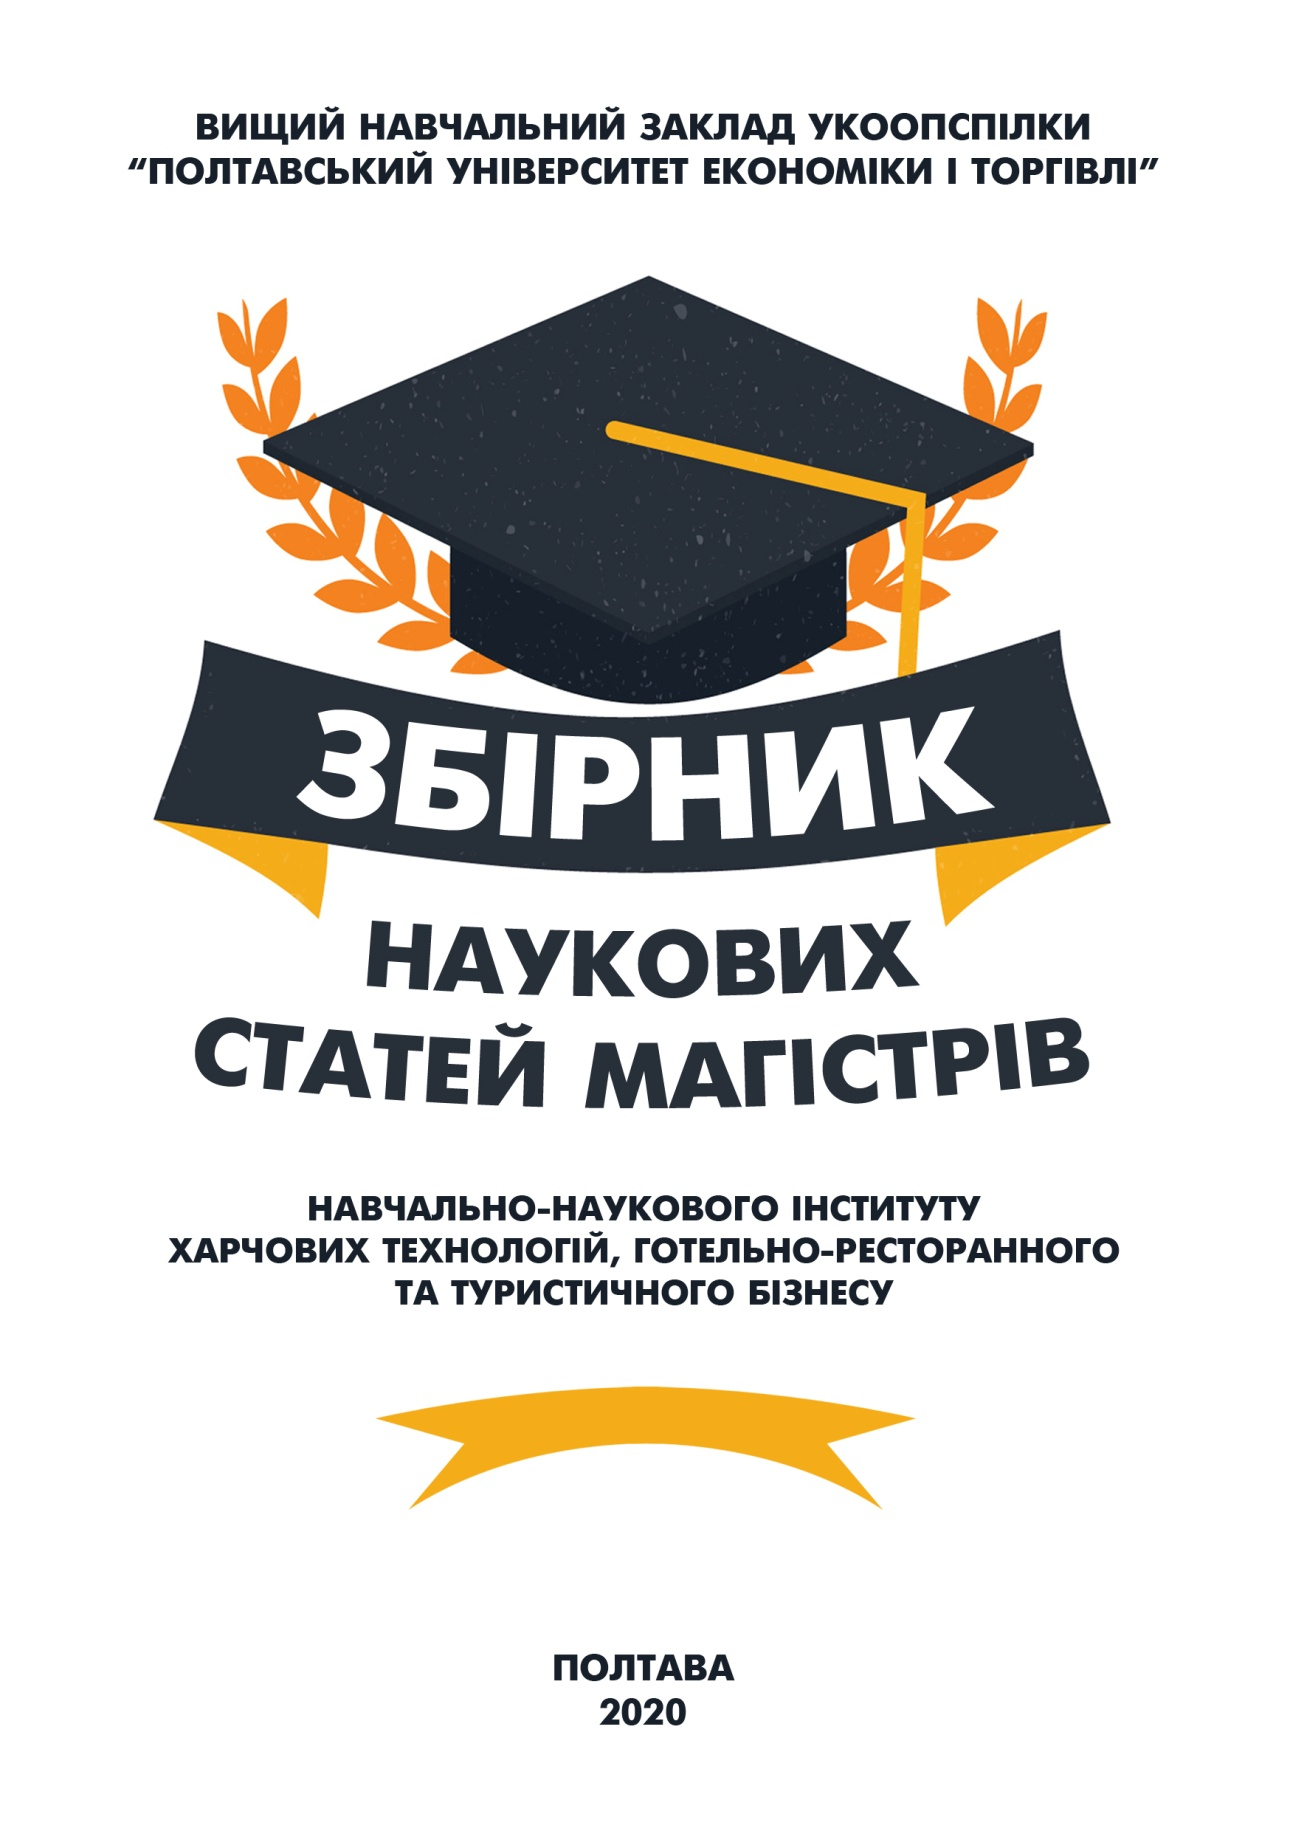 ВИЩИЙ НАВЧАЛЬНИЙ ЗАКЛАД УКООПСПІЛКИ
“ПОЛТАВСЬКИЙ УНІВЕРСИТЕТ ЕКОНОМІКИ І ТОРГІВЛІ”
ЗБІРНИК
НАУКОВИХ
СТАТЕЙ МАГІСТРІВ
НАВЧАЛЬНО-НАУКОВОГО ІНСТИТУТУ
ХАРЧОВИХ ТЕХНОЛОГІЙ, ГОТЕЛЬНО-РЕСТОРАННОГО
ТА ТУРИСТИЧНОГО БІЗНЕСУ
ПОЛТАВА
2020